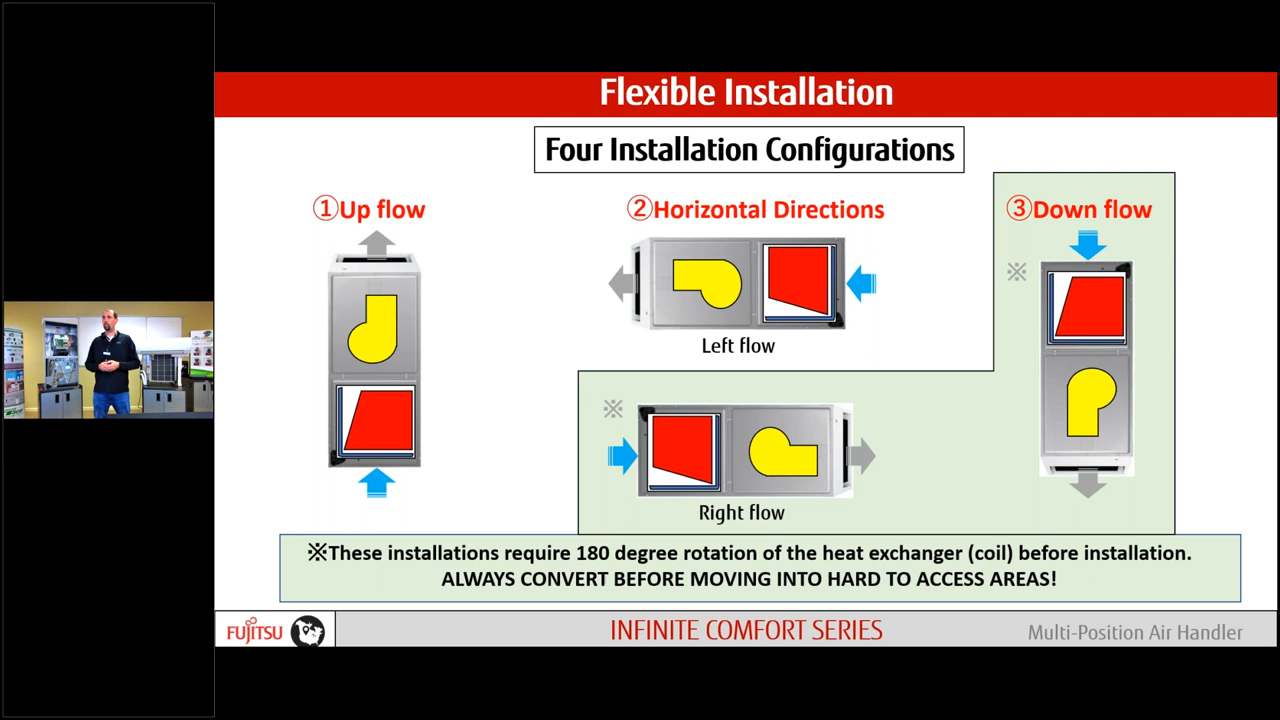 Flexible Installation
Four Installation Configurations
①Up flow
②Horizontal Directions
③Down flow
※
Left flow
※
Right flow
※These installations require 180 degree rotation of the heat exchanger (coil) before installation.
ALWAYS CONVERT BEFORE MOVING INTO HARD TO ACCESS AREAS!
FUJITSU
INFINITE COMFORT SERIES
Multi-Position Air Handler